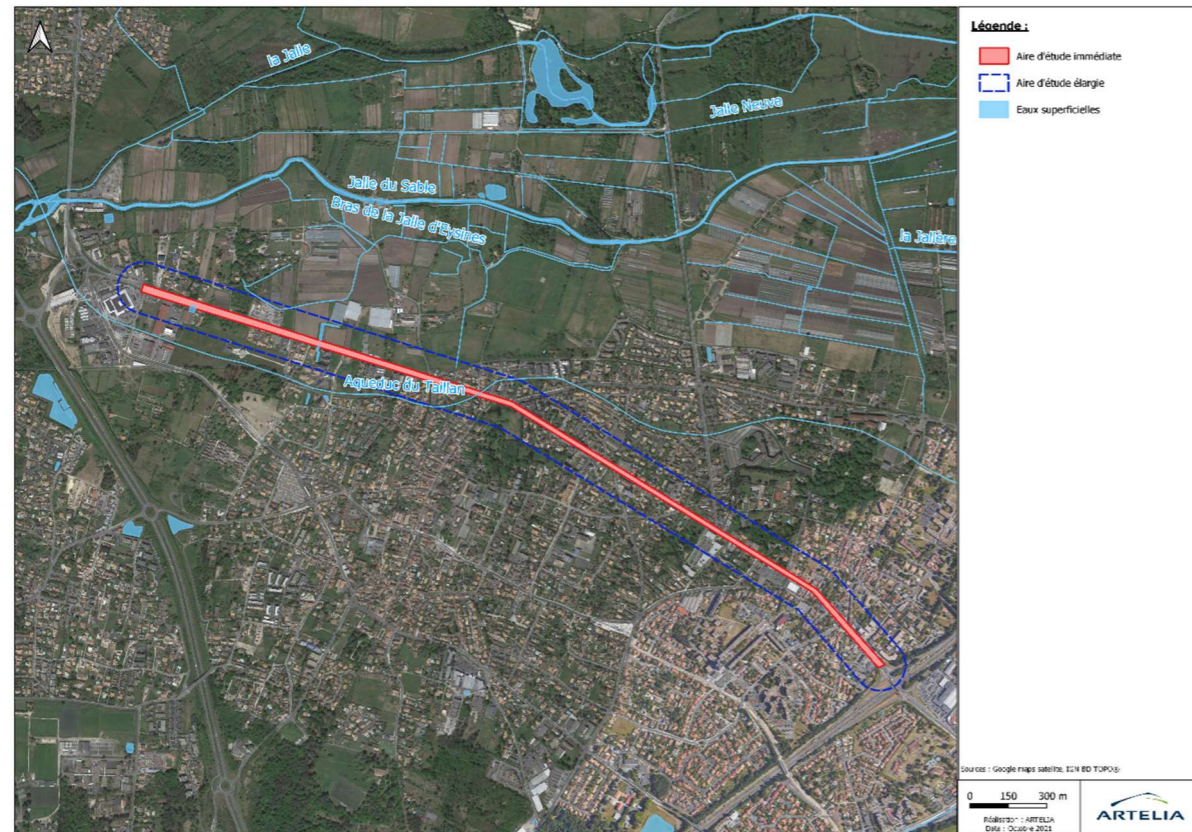 la Jalle
Jalle Neuve
Jalle du Sable
Bras de la Jalle d'Eysines
la Jallère
Aqueduc du Taillan
Légende :
Aire d'étude immédiate
Aire d'étude élargie
Eaux superficielles
Sources : Google maps satellite, IGN BD TOPO®
0 150 300 m
Réalisation : ARTELIA
Date : Octobre 2021
ARTELIA